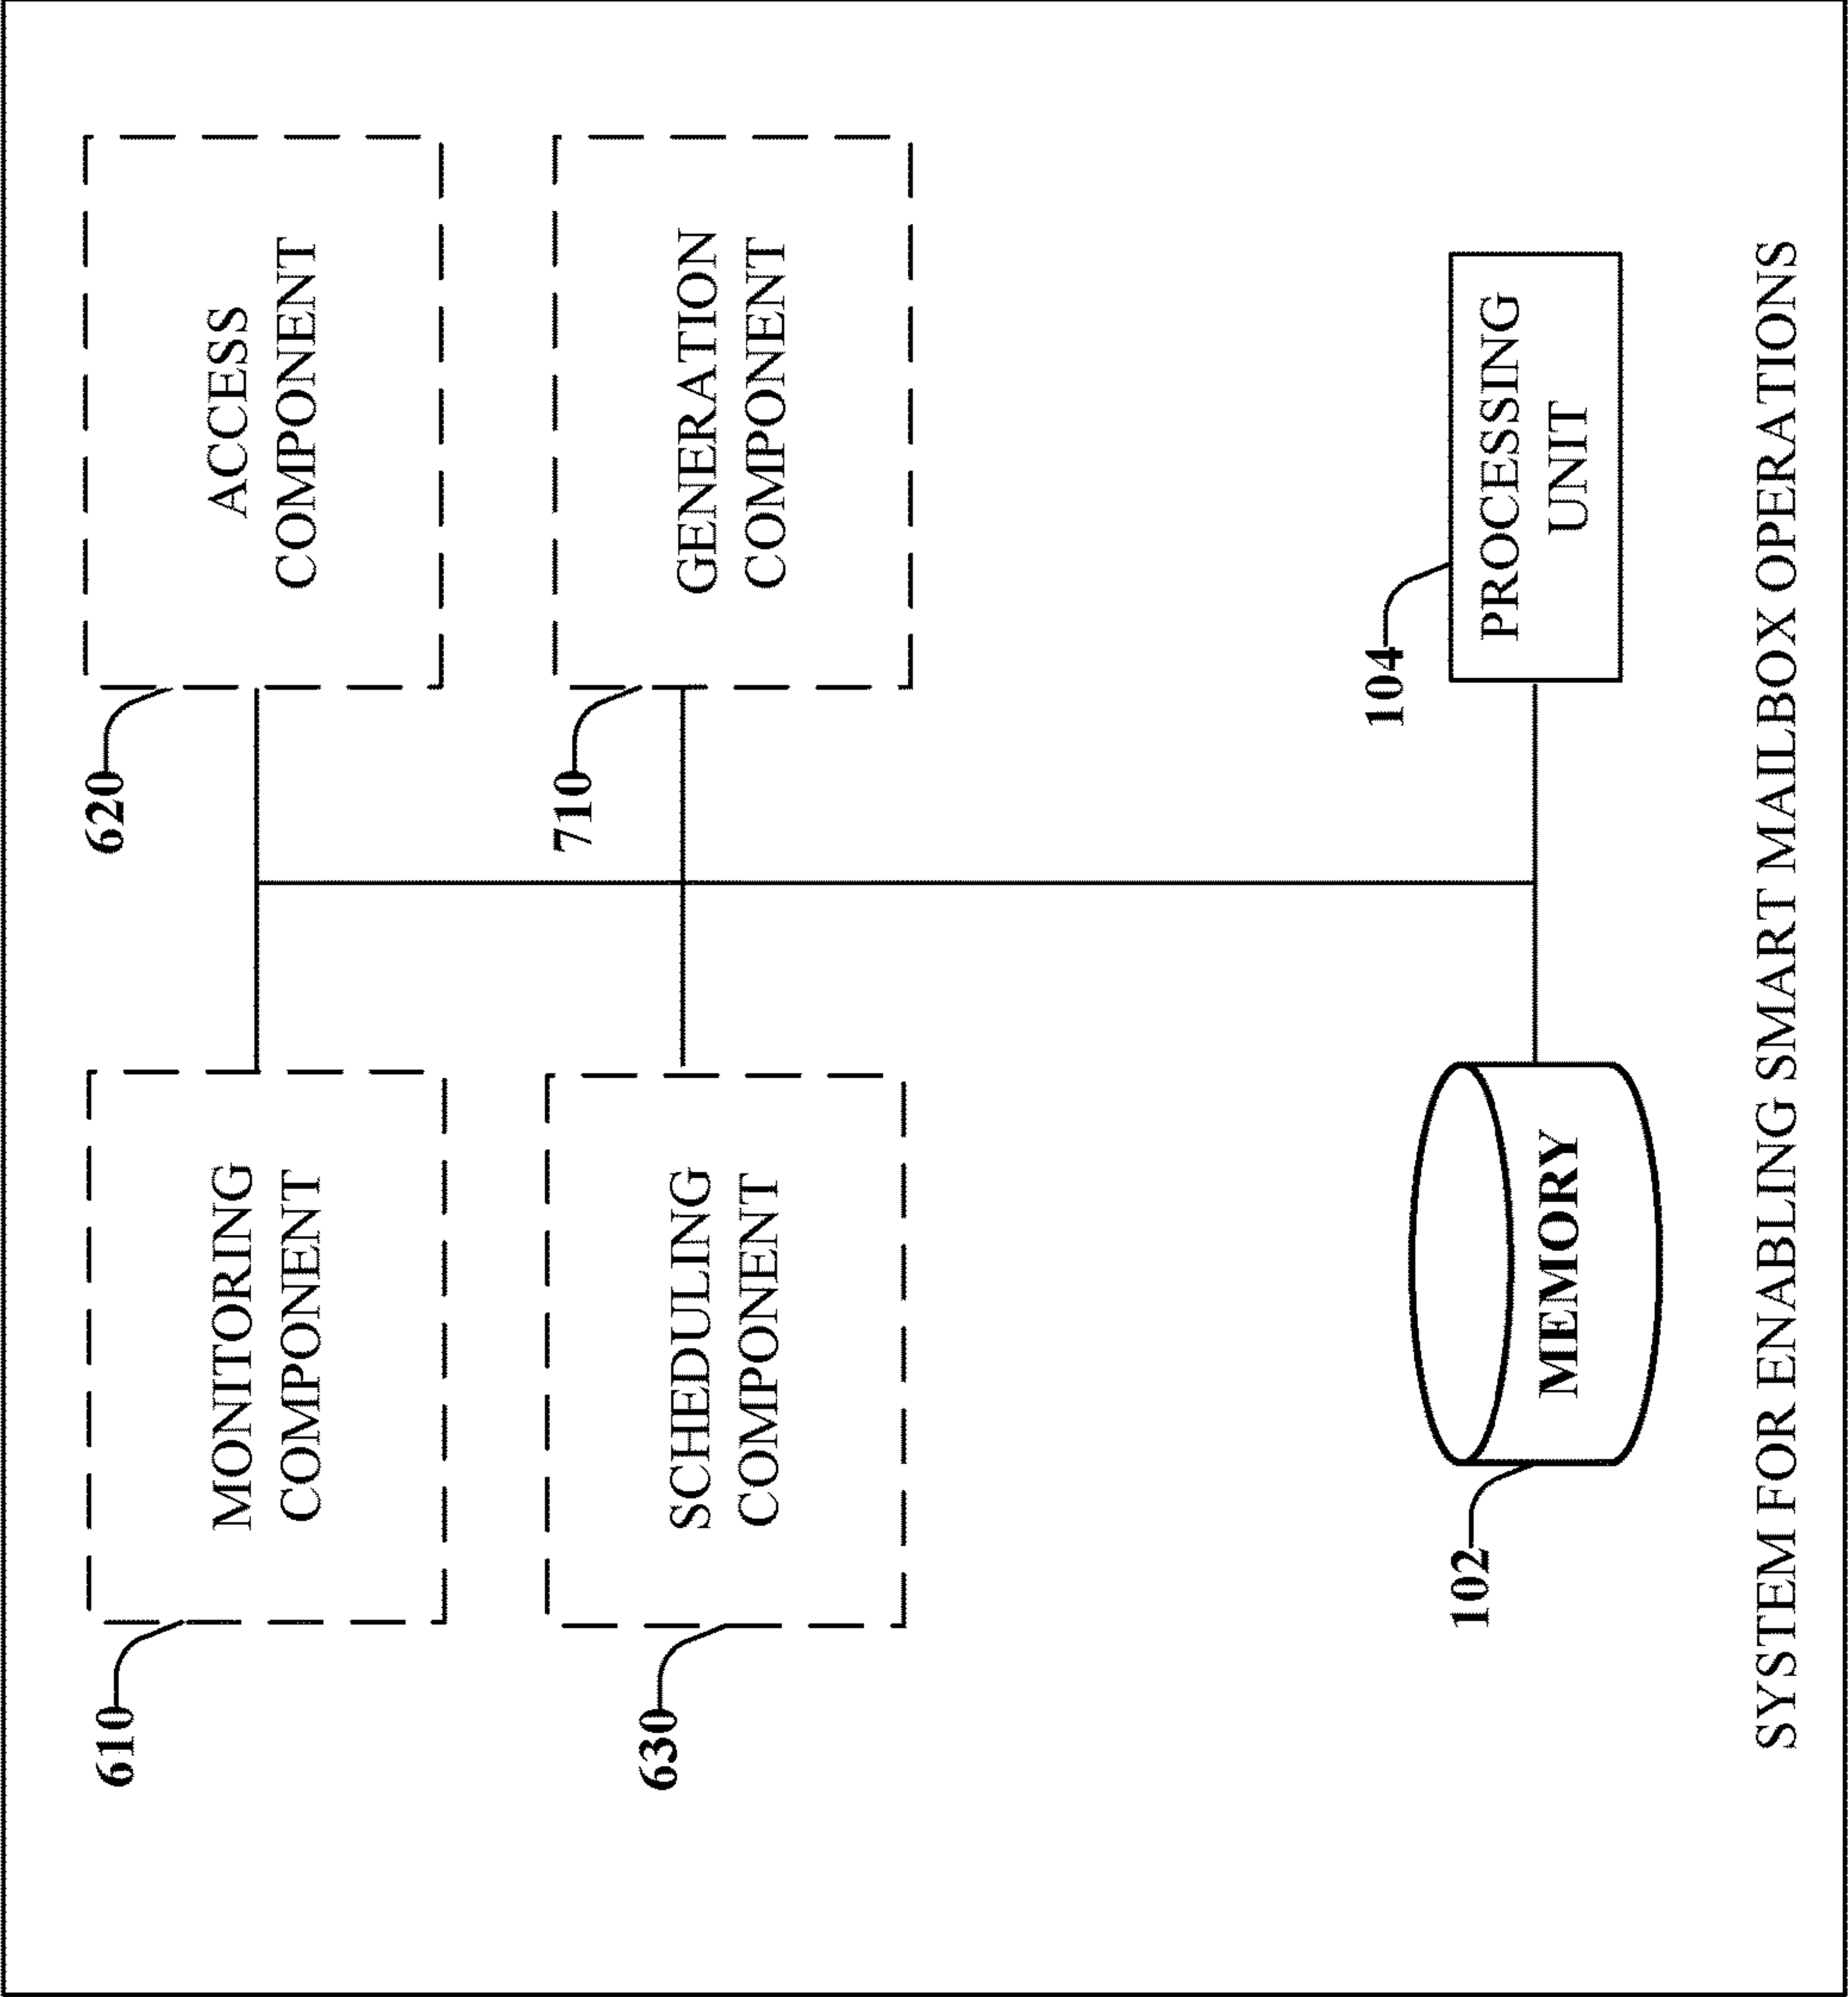 610
MONITORING
COMPONENT
620
ACCESS
COMPONENT
630
SCHEDULING
COMPONENT
710
GENERATION
COMPONENT
102
MEMORY
104
PROCESSING
UNIT
SYSTEM FOR ENABLING SMART MAILBOX OPERATIONS